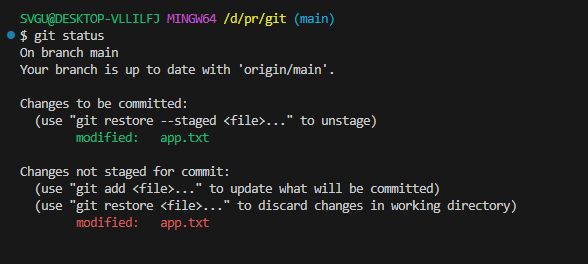 SVGU@DESKTOP-VLLILFJ MINGW64 /d/pr/git (main)
$ git status
On branch main
Your branch is up to date with 'origin/main'.
Changes to be committed:
(use "git restore --staged <file>..." to unstage)
modified: app.txt
Changes not staged for commit:
(use "git add <file>..." to update what will be committed)
(use "git restore <file>..." to discard changes in working directory)
modified: app.txt